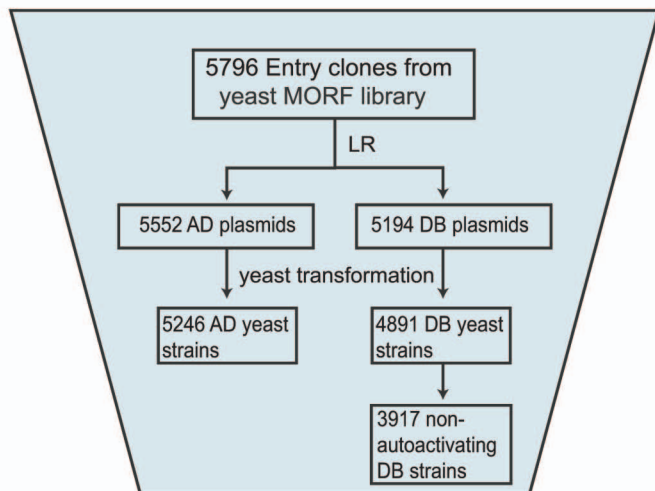 5796 Entry clones from
yeast MORF library
LR
5552 AD plasmids
5194 DB plasmids
yeast transformation
5246 AD yeast
strains
4891 DB yeast
strains
3917 non-
autoactivating
DB strains